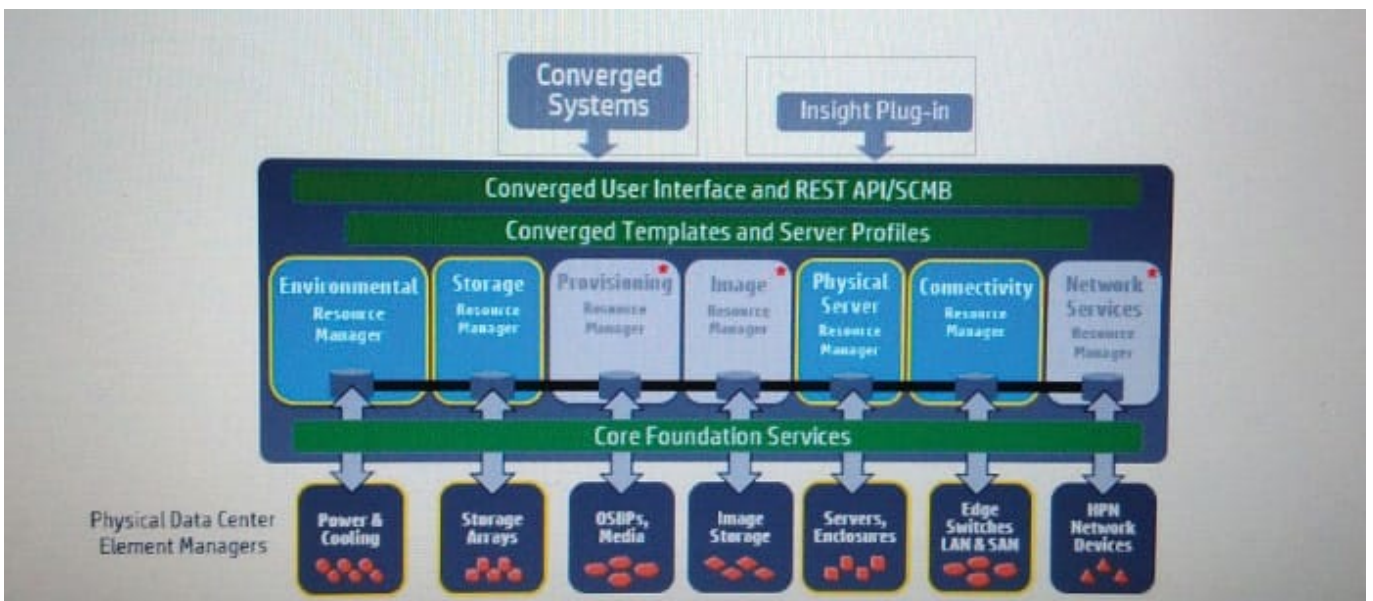 Converged
Systems
Insight Plug-in
Converged User Interface and REST API/SCMB
Converged Templates and Server Profiles
Environmental
Resource
Manager
Storage
Resource
Manager
Provisioning
Resource
Manager
Image
Resource
Manager
Physical
Server
Resource
Manager
Connectivity
Resource
Manager
Network
Services
Resource
Manager
Core Foundation Services
Physical Data Center
Element Managers
Power &
Cooling
Storage
Arrays
OSBPs,
Media
Image
Storage
Servers,
Enclosures
Edge
Switches
LAN & SAN
HPN
Network
Devices